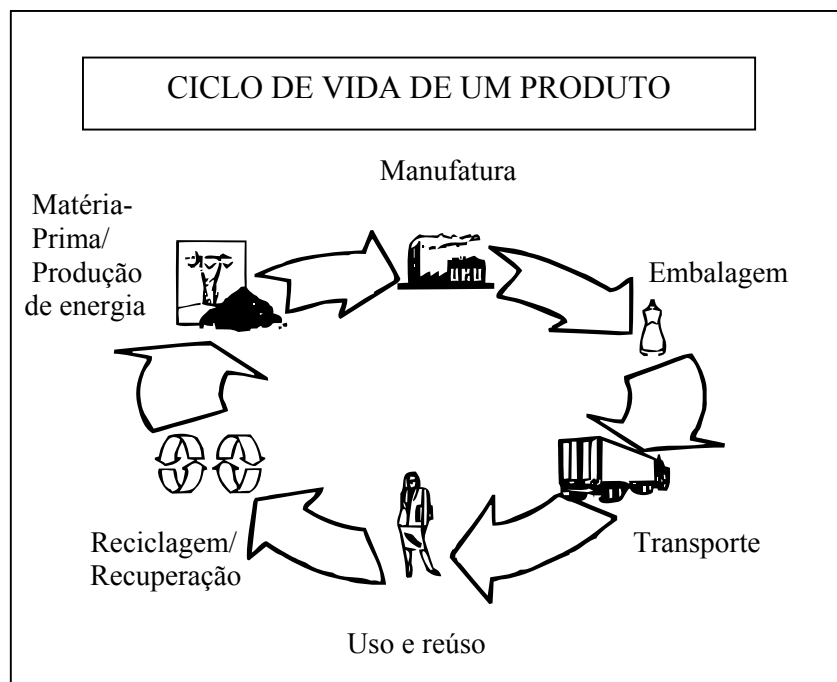 CICLO DE VIDA DE UM PRODUTO
Manufatura
Matéria-
Prima/
Produção
de energia
Embalagem
Reciclagem/
Recuperação
Transporte
Uso e reúso